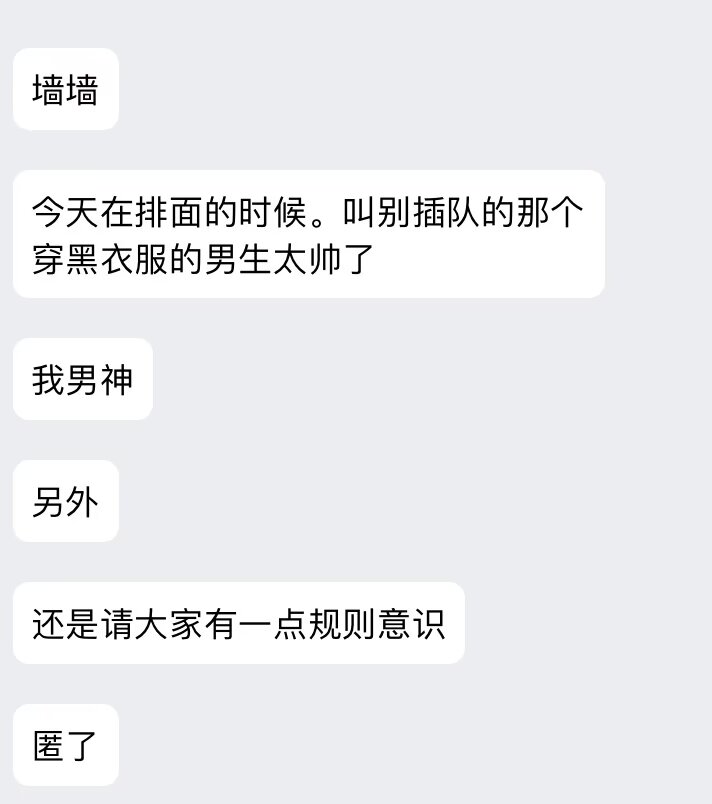 墙墙
今天在排面的时候。叫别插队的那个
穿黑衣服的男生太帅了
我男神
另外
还是请大家有一点规则意识
匿了